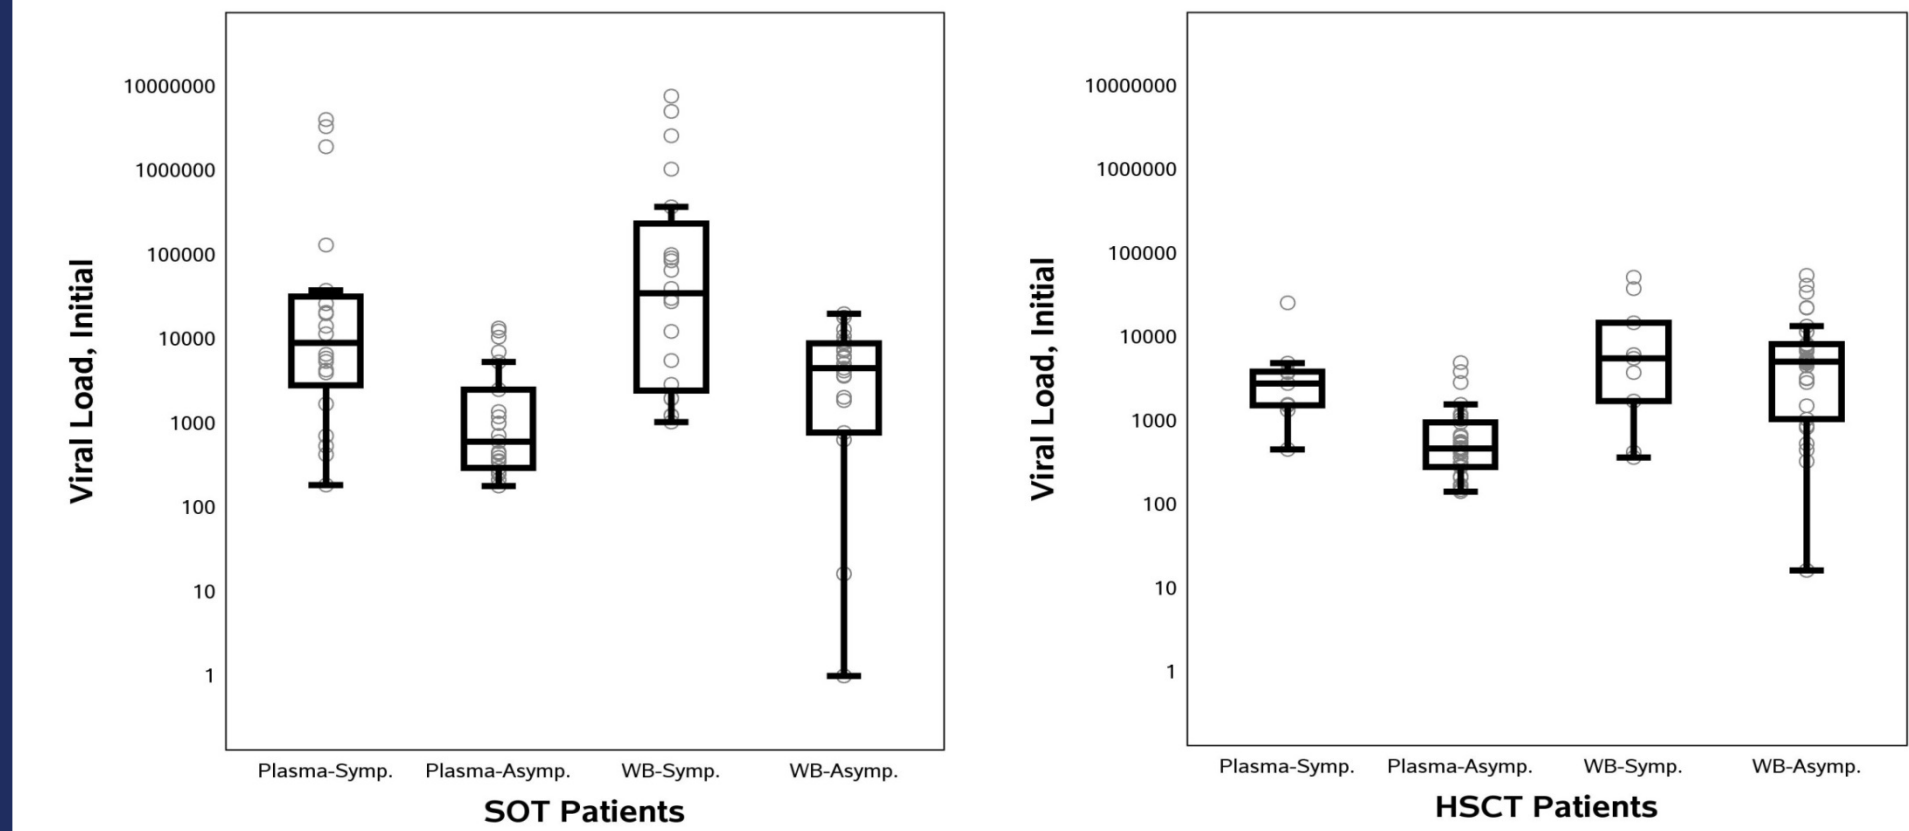 Viral Load, Initial
10000000
1000000
100000
10000
1000
100
10
1
Plasma-Symp.
Plasma-Asymp.
WB-Symp.
WB-Asymp.
SOT Patients
Viral Load, Initial
10000000
1000000
100000
10000
1000
100
10
1
Plasma-Symp.
Plasma-Asymp.
WB-Symp.
WB-Asymp.
HSCT Patients